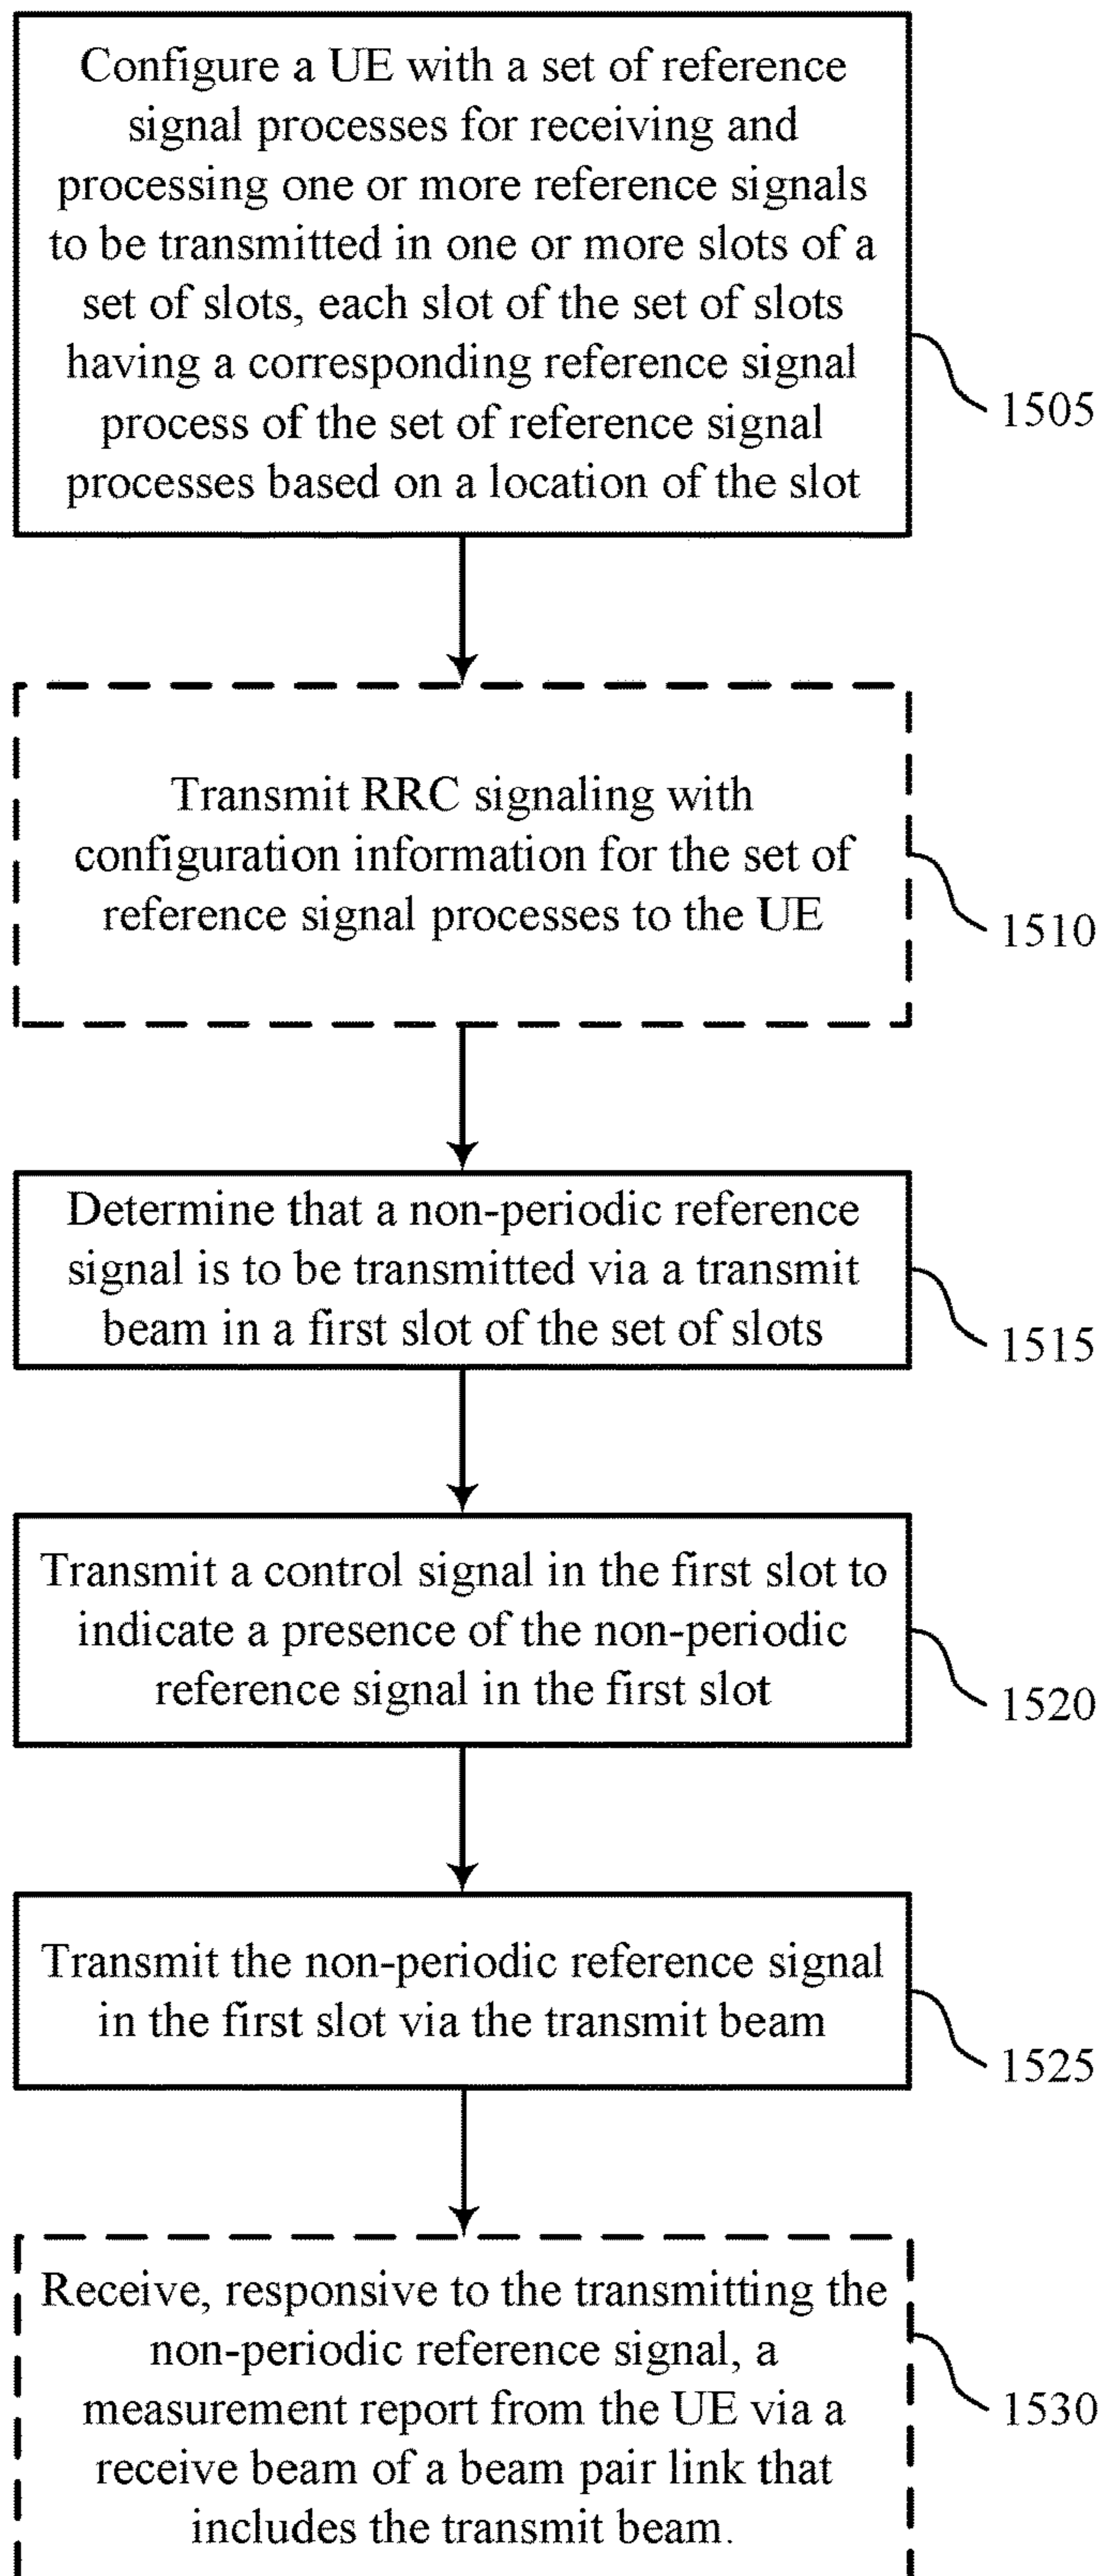 Configure a UE with a set of reference
signal processes for receiving and
processing one or more reference signals
to be transmitted in one or more slots of a
set of slots, each slot of the set of slots
having a corresponding reference signal
process of the set of reference signal
processes based on a location of the slot
1505
Transmit RRC signaling with
configuration information for the set of
reference signal processes to the UE
1510
Determine that a non-periodic reference
signal is to be transmitted via a transmit
beam in a first slot of the set of slots
1515
Transmit a control signal in the first slot to
indicate a presence of the non-periodic
reference signal in the first slot
1520
Transmit the non-periodic reference signal
in the first slot via the transmit beam
1525
Receive, responsive to the transmitting the
non-periodic reference signal, a
measurement report from the UE via a
receive beam of a beam pair link that
includes the transmit beam.
1530